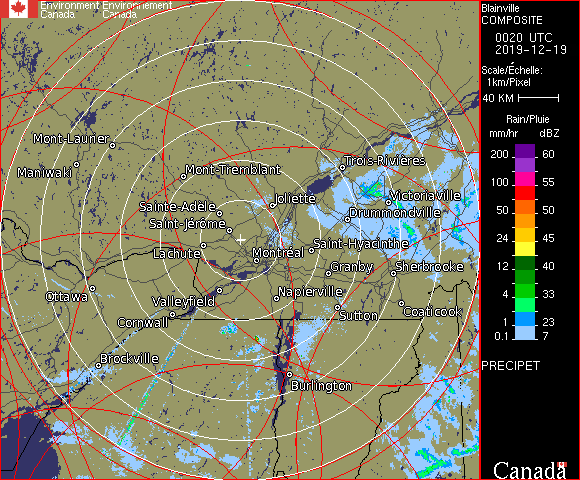 Environment Environnement
Canada Canada
Blainville
COMPOSITE
0020 UTC
2019-12-19
Scale/Échelle:
1km/Pixel
40 KM
Rain/Pluie
mm/hr dBZ
200 60
150 57
100 55
50 50
24 45
12 40
4 33
1 23
0.1 7
PRECIPET
Mont-Laurier
Maniwaki
Mont-Tremblant
Trois-Rivières
Joliette
Victoriaville
Sainte-Adèle
Drummondville
Saint-Jérôme
Saint-Hyacinthe
Lachute
Montréal
Granby
Sherbrooke
Ottawa
Valleyfield
Napierville
Cornwall
Sutton
Coaticook
Brockville
Burlington
Canada